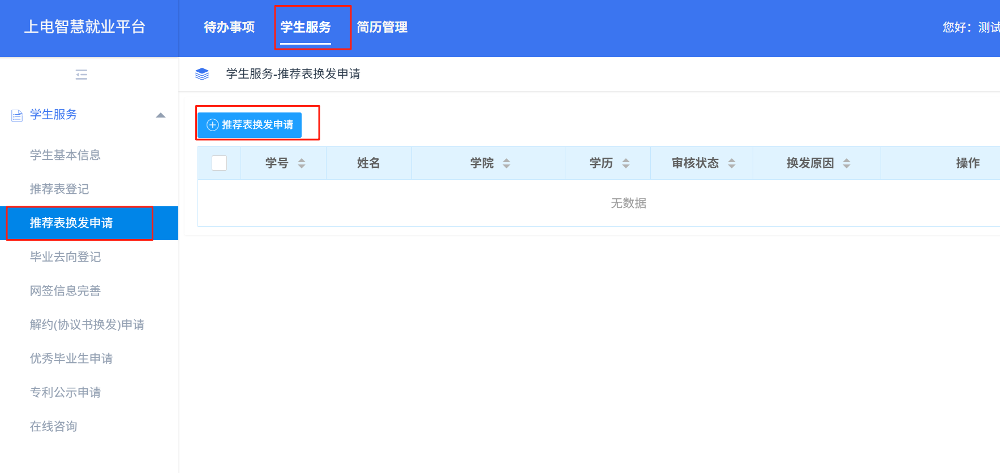 上电智慧就业平台
待办事项 学生服务 简历管理
您好：测试
学生服务-推荐表换发申请
学生服务
学生基本信息
推荐表登记
推荐表换发申请
毕业去向登记
网签信息完善
解约(协议书换发)申请
优秀毕业生申请
专利公示申请
在线咨询
推荐表换发申请
学号 姓名 学院 学历 审核状态 换发原因 操作
无数据